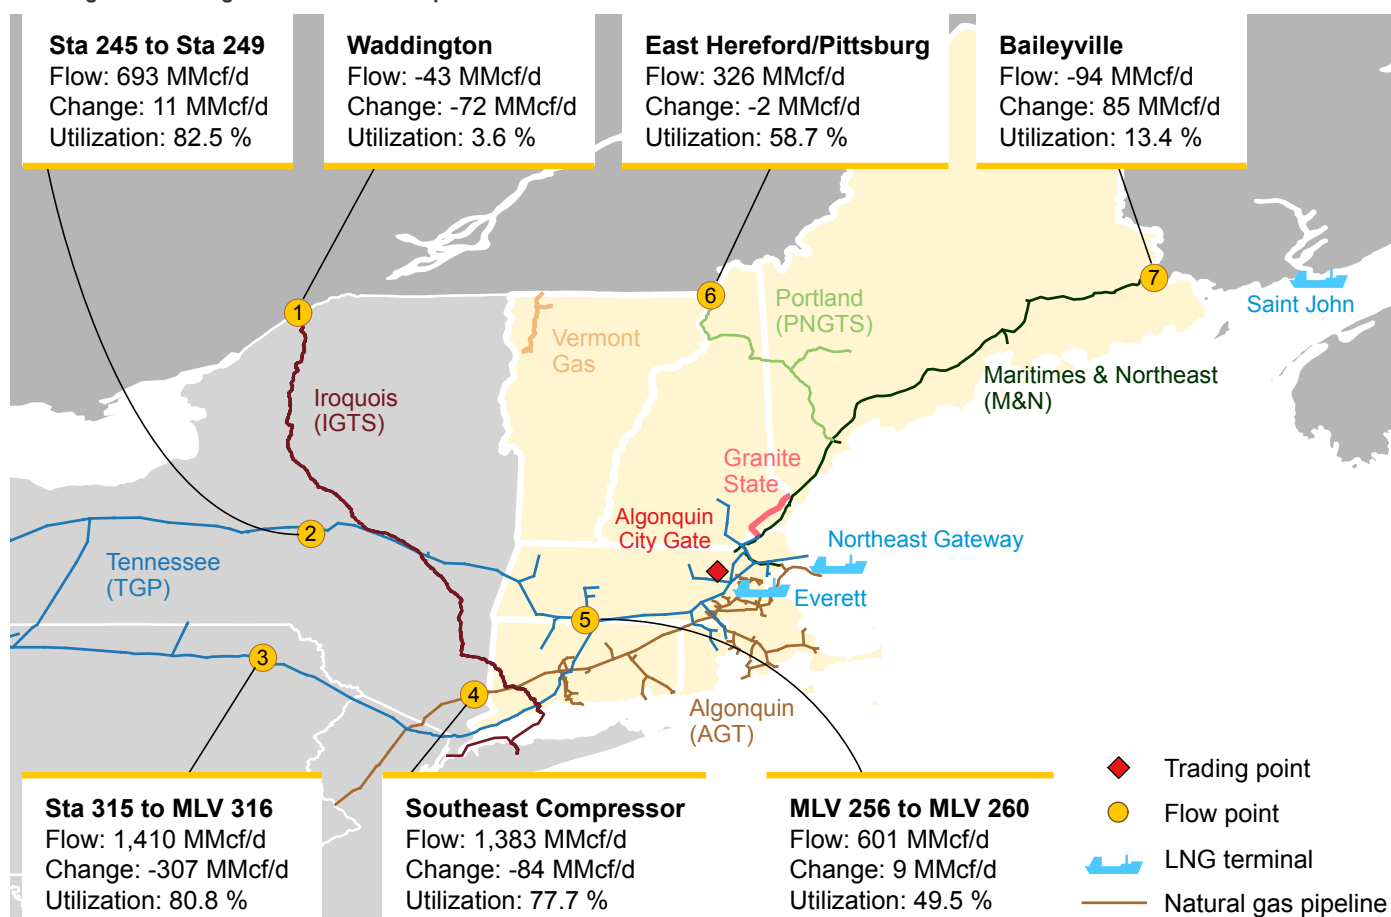 Sta 245 to Sta 249
Flow: 693 MMcf/d
Change: 11 MMcf/d
Utilization: 82.5 %
Waddington
Flow: -43 MMcf/d
Change: -72 MMcf/d
Utilization: 3.6 %
East Hereford/Pittsburg
Flow: 326 MMcf/d
Change: -2 MMcf/d
Utilization: 58.7 %
Baileyville
Flow: -94 MMcf/d
Change: 85 MMcf/d
Utilization: 13.4 %
1
6
7
Portland
(PNGTS)
Saint John
Vermont
Gas
Maritimes & Northeast
(M&N)
Iroquois
(IGTS)
Granite
State
Algonquin
City Gate
2
Northeast Gateway
Tennessee
(TGP)
Everett
5
3
4
Algonquin
(AGT)
Sta 315 to MLV 316
Flow: 1,410 MMcf/d
Change: -307 MMcf/d
Utilization: 80.8 %
Southeast Compressor
Flow: 1,383 MMcf/d
Change: -84 MMcf/d
Utilization: 77.7 %
MLV 256 to MLV 260
Flow: 601 MMcf/d
Change: 9 MMcf/d
Utilization: 49.5 %
Trading point
Flow point
LNG terminal
Natural gas pipeline